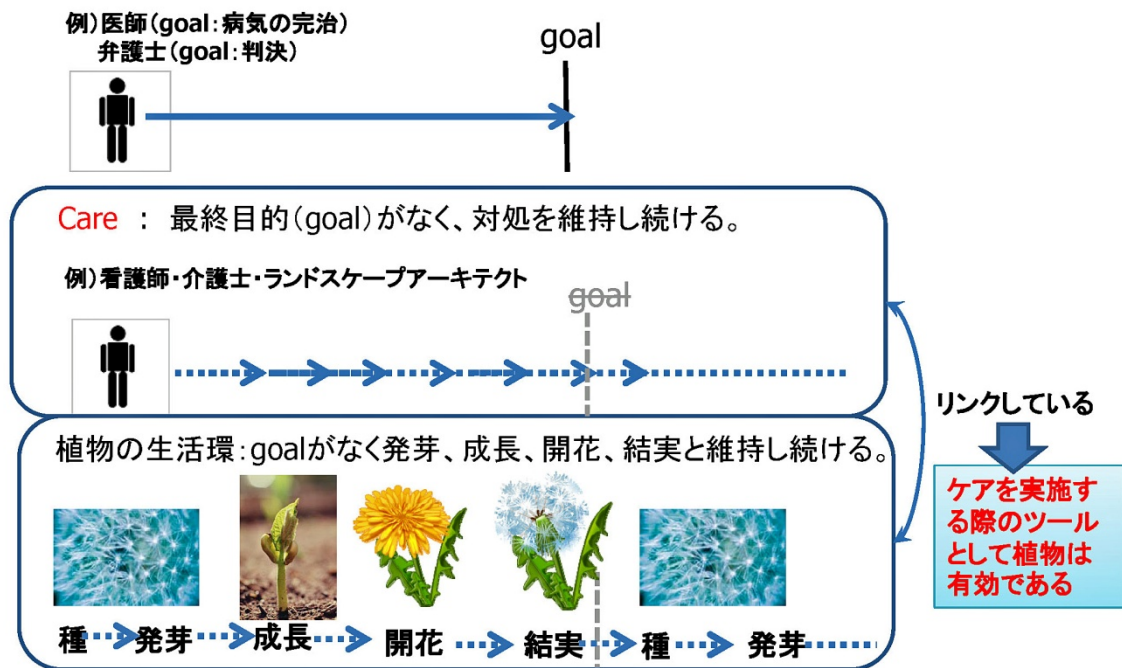 例）医師（goal：病気の完治）
弁護士（goal：判決）
goal
Care ： 最終目的（goal）がなく、対処を維持し続ける。
例）看護師・介護士・ランドスケープアーキテクト
goal
リンクしている
植物の生活環：goalがなく発芽、成長、開花、結実と維持し続ける。
ケアを実施す
る際のツール
として植物は
有効である
種 発芽 成長 開花 結実 種 発芽